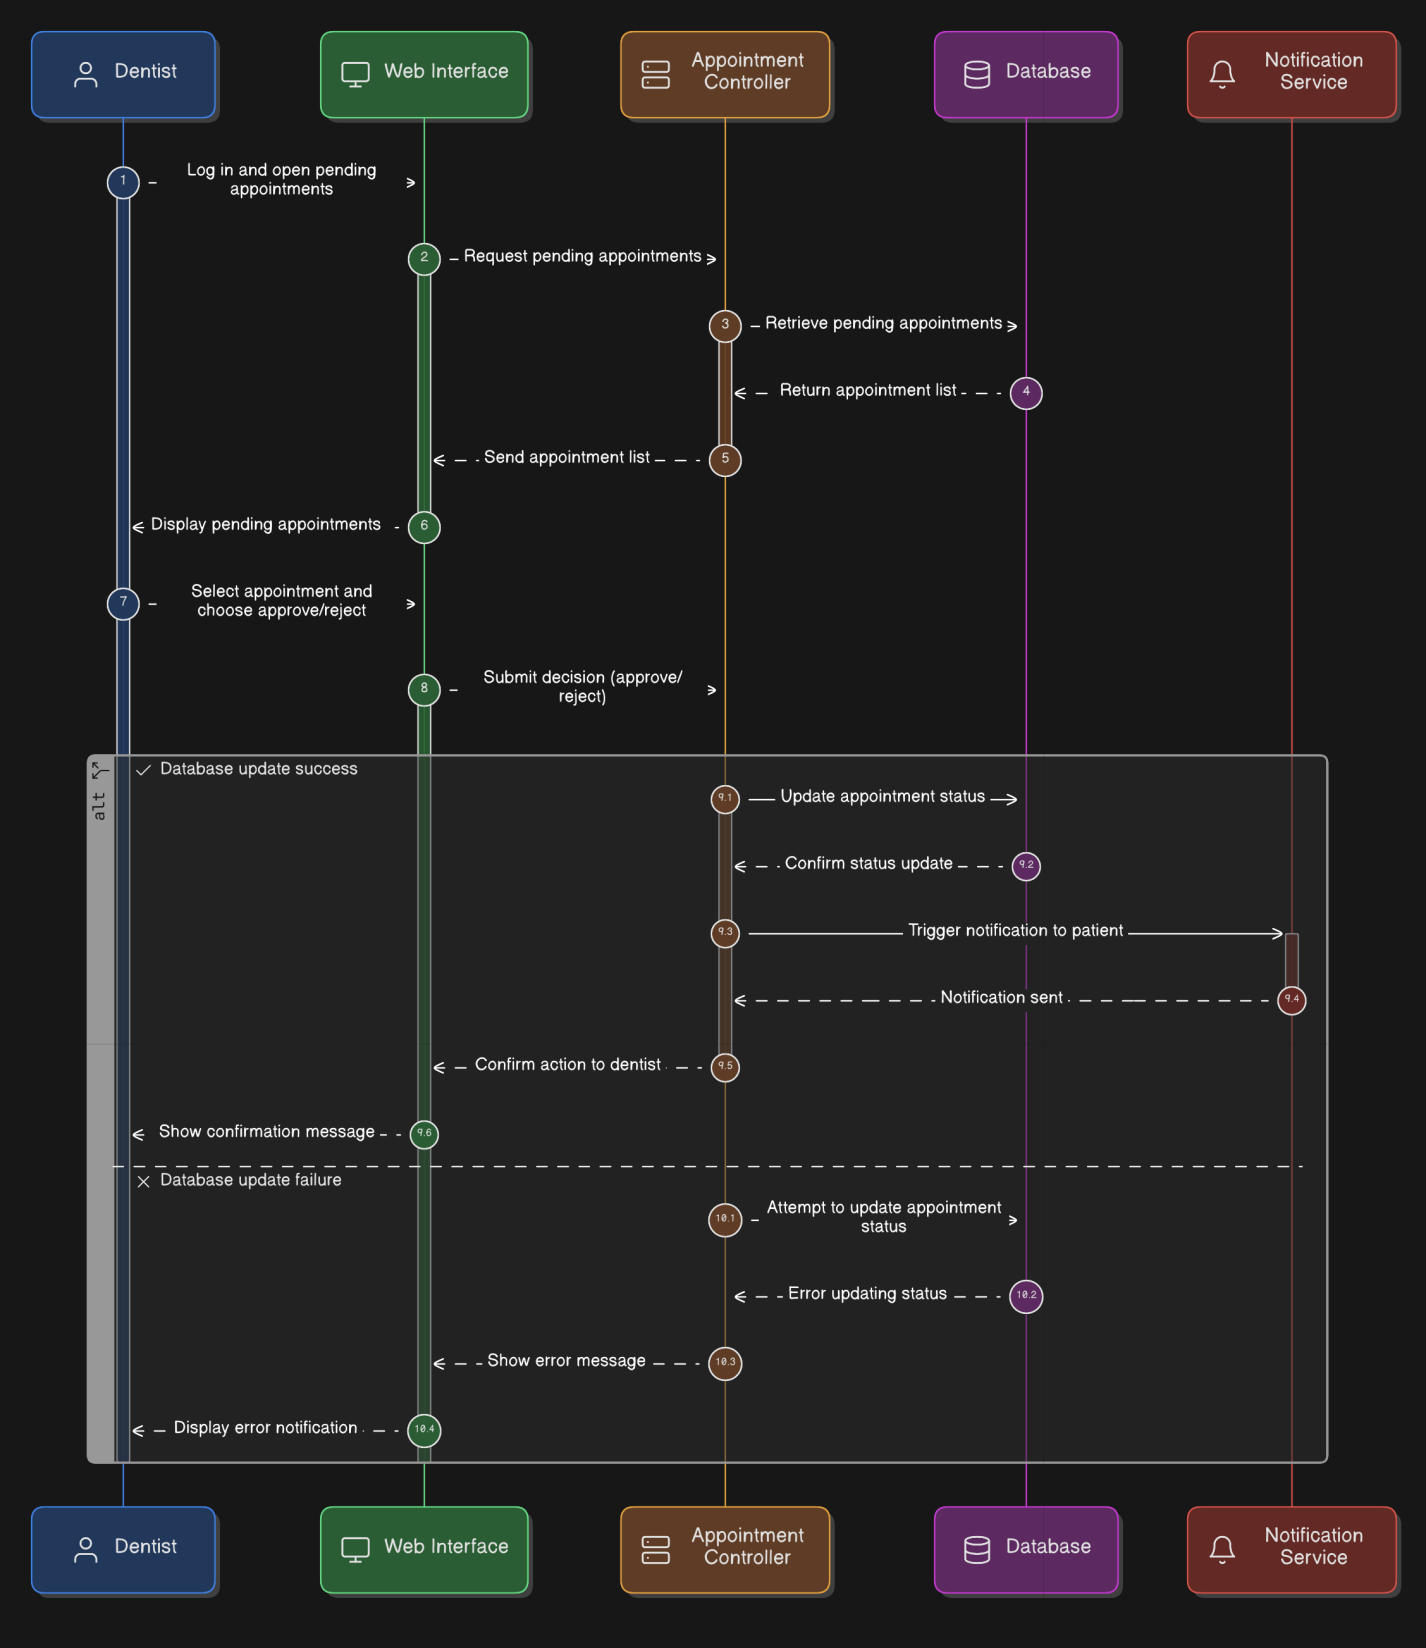 Dentist
Web Interface
Appointment
Controller
Database
Notification
Service
1
Log in and open pending
appointments
2
Request pending appointments
3
Retrieve pending appointments
Return appointment list
4
Send appointment list
5
Display pending appointments
6
7
Select appointment and
choose approve/reject
8
Submit decision (approve/
reject)
alt
Database update success
9.1
Update appointment status
Confirm status update
9.2
9.3
Trigger notification to patient
Notification sent
9.4
Confirm action to dentist
9.5
Show confirmation message
9.6
Database update failure
10.1
Attempt to update appointment
status
Error updating status
10.2
Show error message
10.3
Display error notification
10.4
Dentist
Web Interface
Appointment
Controller
Database
Notification
Service